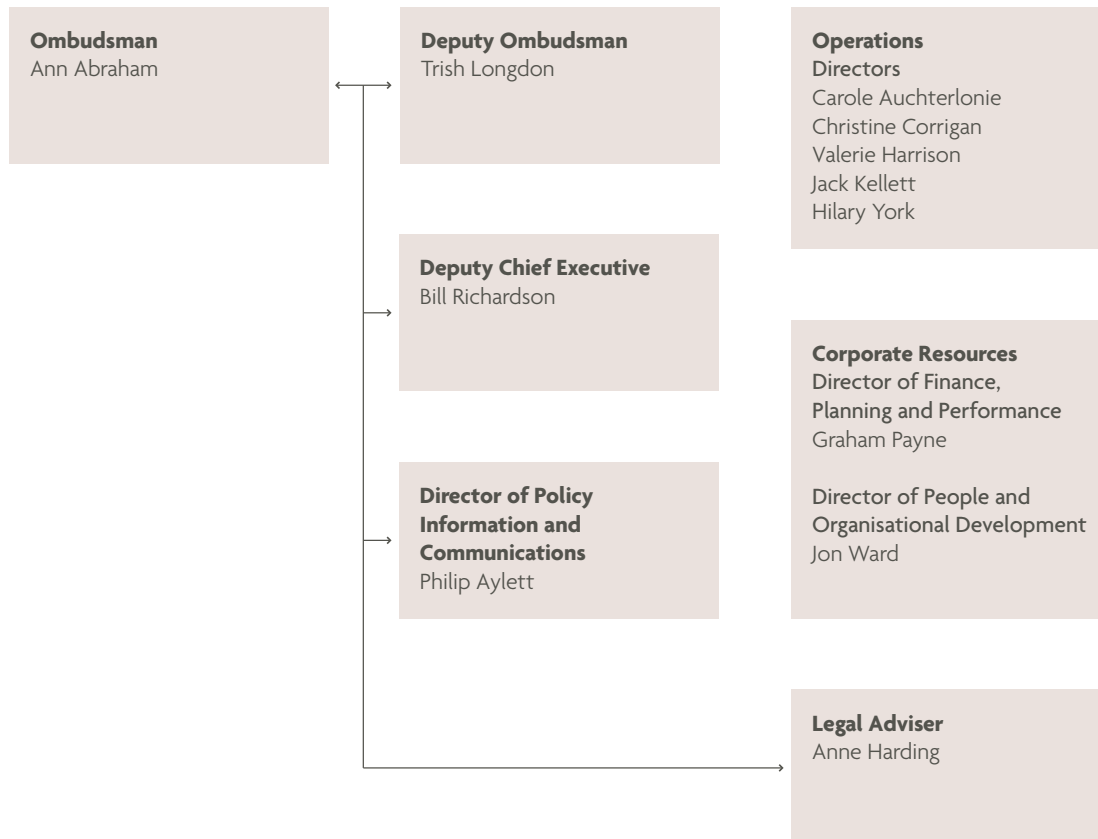 Ombudsman
Ann Abraham
Deputy Ombudsman
Trish Longdon
Deputy Chief Executive
Bill Richardson
Director of Policy
Information and
Communications
Philip Aylett
Operations
Directors
Carole Auchterlonie
Christine Corrigan
Valerie Harrison
Jack Kellett
Hilary York
Corporate Resources
Director of Finance,
Planning and Performance
Graham Payne
Director of People and
Organisational Development
Jon Ward
Legal Adviser
Anne Harding